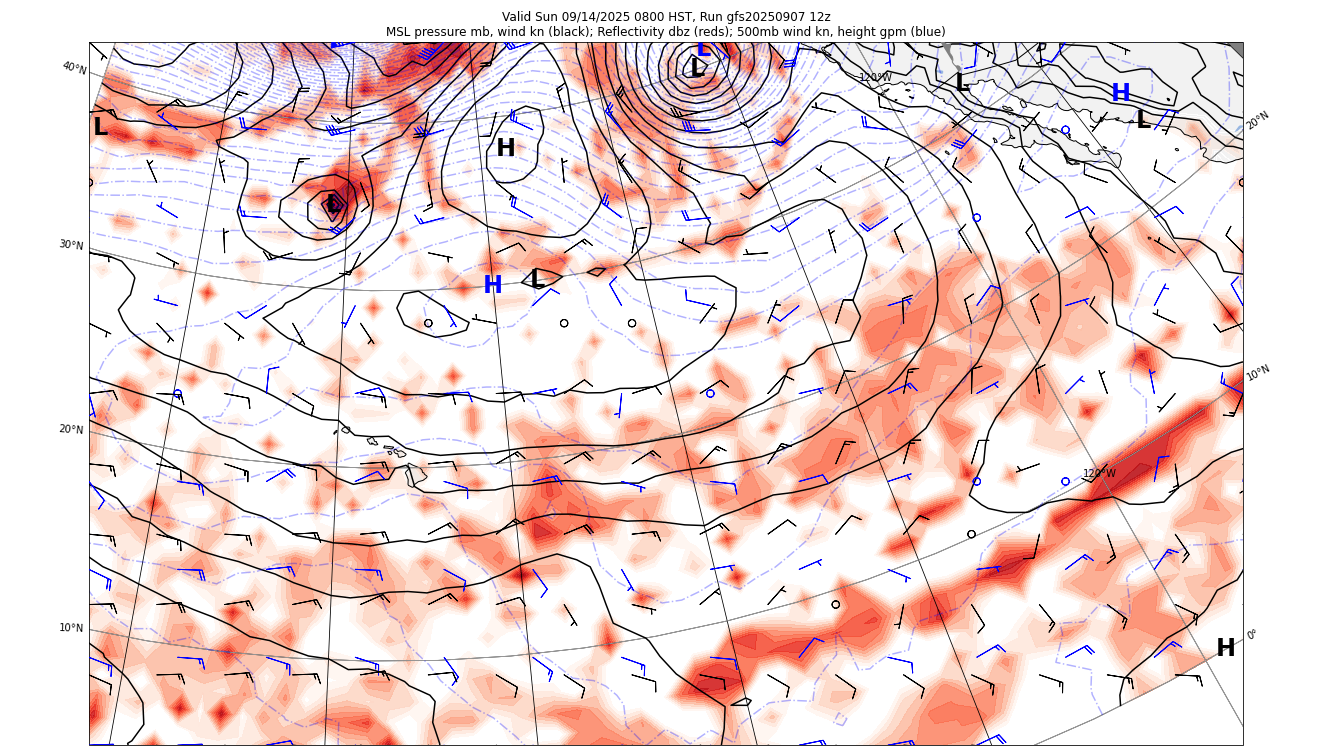 Valid Sun 09/14/2025 0800 HST, Run gfs20250907 12z
MSL pressure mb, wind kn (black); Reflectivity dbz (reds); 500mb wind kn, height gpm (blue)
40°N
L
L
120°W
L
H
L
20°N
L
H
L
30°N
H
L
10°N
20°N
120°W
10°N
0°
H